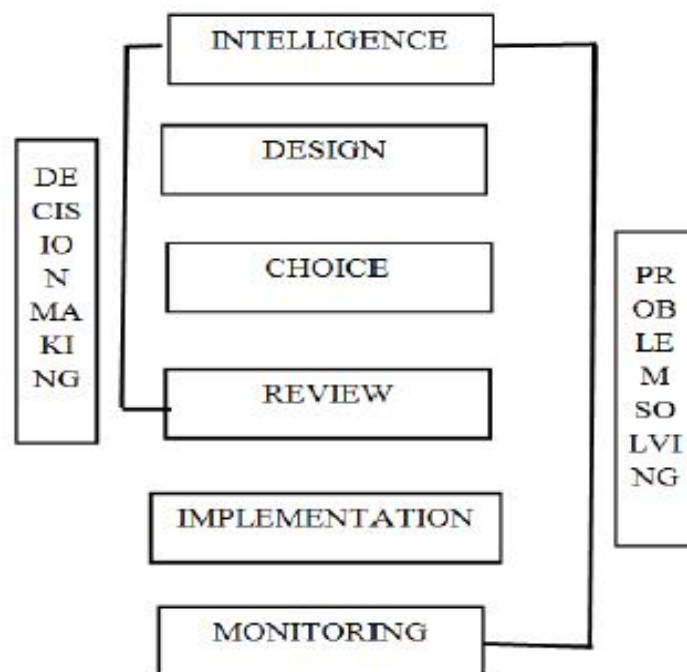 INTELLIGENCE
DESIGN
CHOICE
REVIEW
IMPLEMENTATION
MONITORING
DE
CIS
IO
N
MA
KI
NG
PR
OB
LE
M
SO
LVI
NG